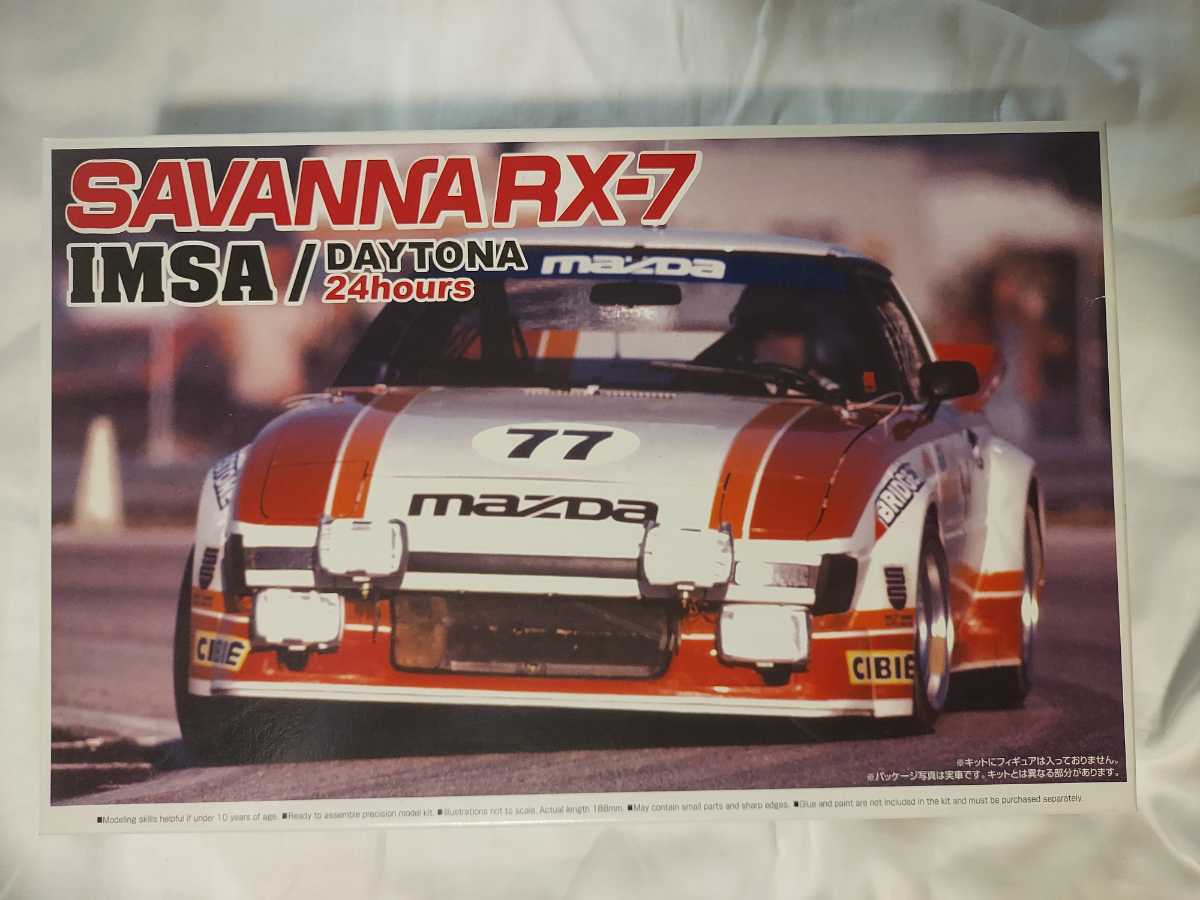 SAVANNA RX-7
IMSA / DAYTONA
24hours
mazda
77
mazda
STONE
BRIDGE
CIBIE
CIBIE
※キットにフィギュアは入っておりません。
※パッケージ写真は実車です。キットとは異なる部分があります。
■Modeling skills helpful if under 10 years of age. ■Ready to assemble precision model kit. ■Illustrations not to scale. Actual length 188mm. ■May contain small parts and sharp edges. ■Glue and paint are not included in the kit and must be purchased separately.